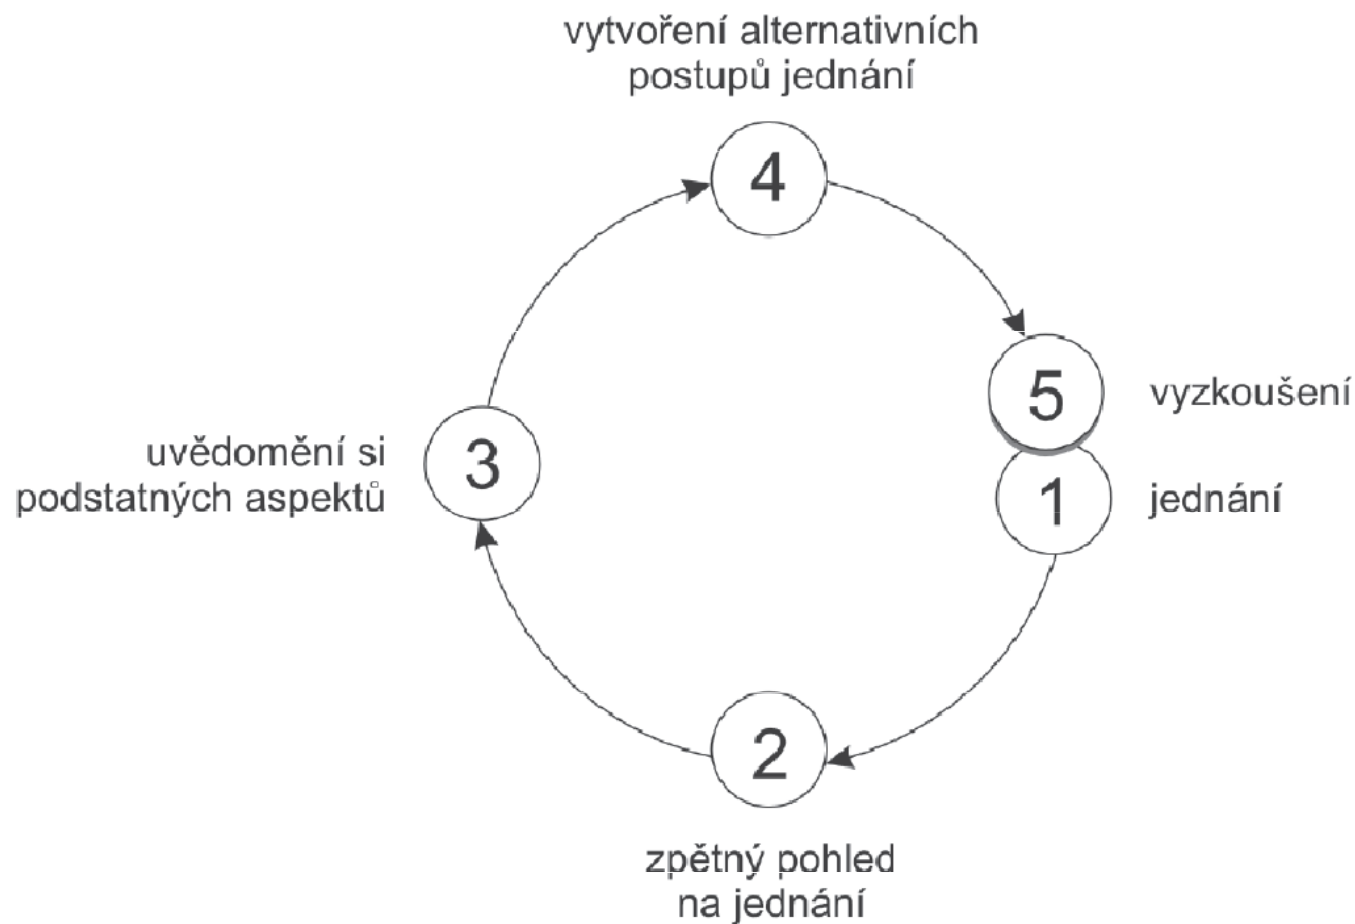 vytvoření alternativních
postupů jednání
4
5
vyzkoušení
uvědomění si
podstatných aspektů
3
1
jednání
2
zpětný pohled
na jednání